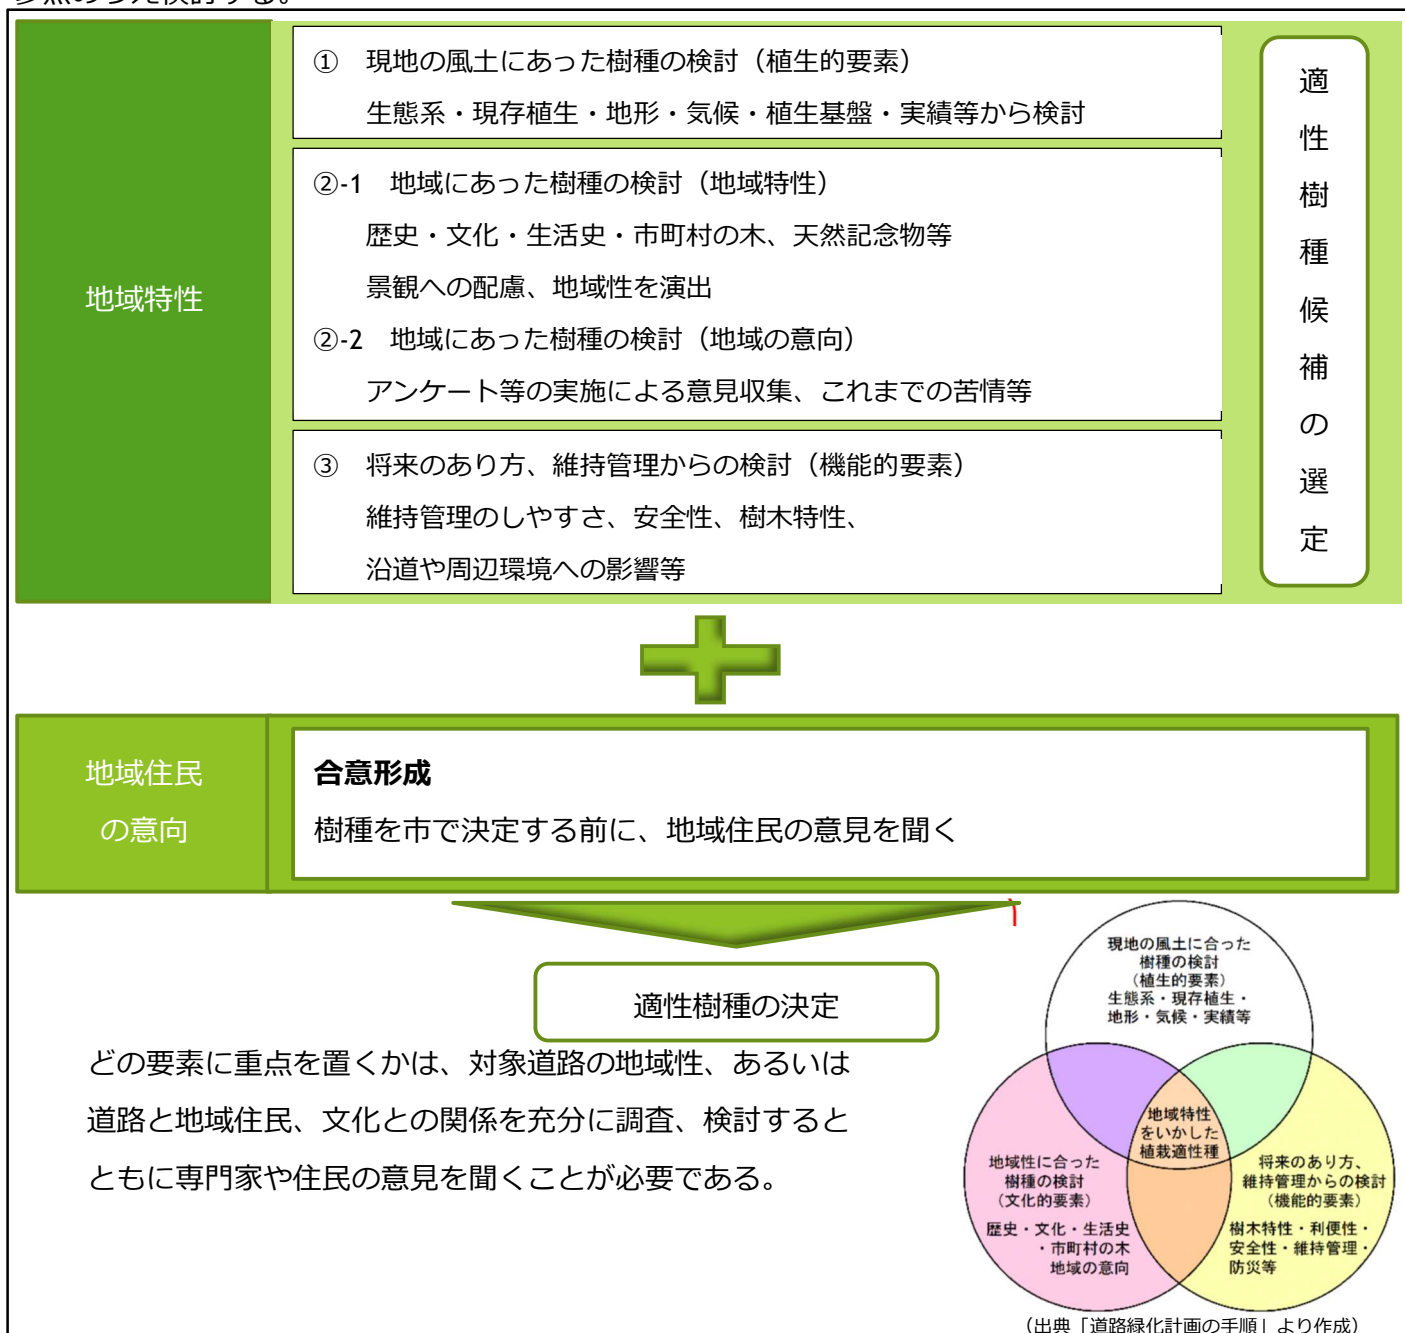 地域特性
① 現地の風土にあった樹種の検討（植生的要素）
生態系・現存植生・地形・気候・植生基盤・実績等から検討
②-1 地域にあった樹種の検討（地域特性）
歴史・文化・生活史・市町村の木、天然記念物等
景観への配慮、地域性を演出
②-2 地域にあった樹種の検討（地域の意向）
アンケート等の実施による意見収集、これまでの苦情等
③ 将来のあり方、維持管理からの検討（機能的要素）
維持管理のしやすさ、安全性、樹木特性、
沿道や周辺環境への影響等
適性樹種候補の選定
地域住民
の意向
合意形成
樹種を市で決定する前に、地域住民の意見を聞く
適性樹種の決定
どの要素に重点を置くかは、対象道路の地域性、あるいは
道路と地域住民、文化との関係を充分に調査、検討すると
ともに専門家や住民の意見を聞くことが必要である。
現地の風土に合った
樹種の検討
（植生的要素）
生態系・現存植生・
地形・気候・実績等
地域特性
をいかした
植栽適性種
地域性に合った
樹種の検討
（文化的要素）
歴史・文化・生活史
・市町村の木
地域の意向
将来のあり方、
維持管理からの検討
（機能的要素）
樹木特性・利便性・
安全性・維持管理・
防災等
（出典「道路緑化計画の手順」より作成）